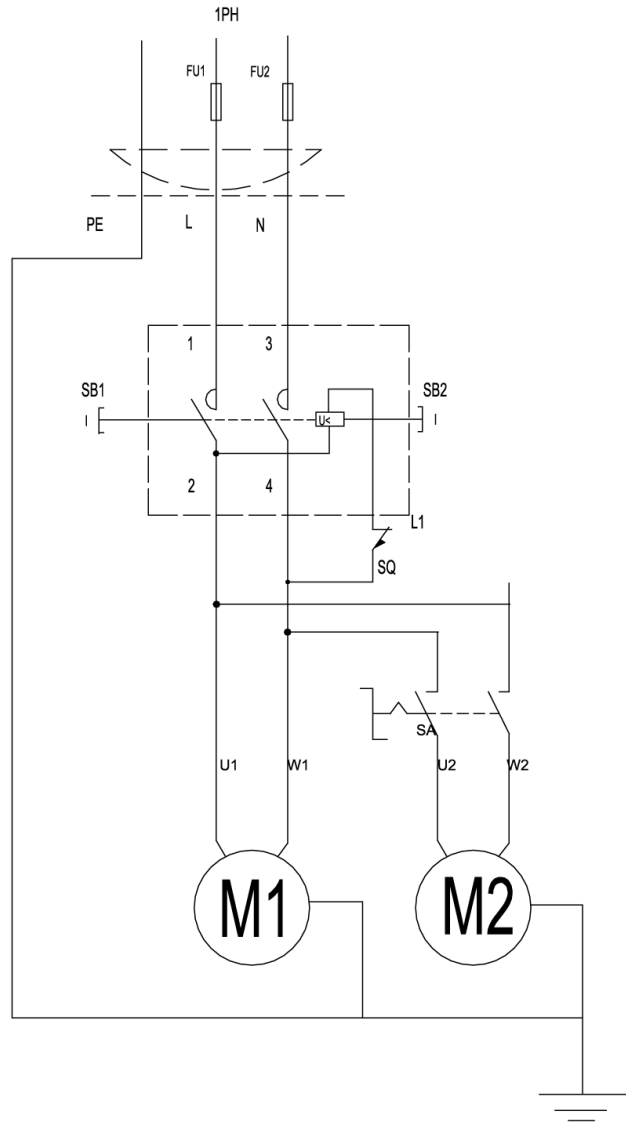 1PH
FU1 FU2
PE L N
1 3
SB1 SB2
I U< I
2 4
L1
SQ
SA
U1 W1 U2 W2
M1 M2